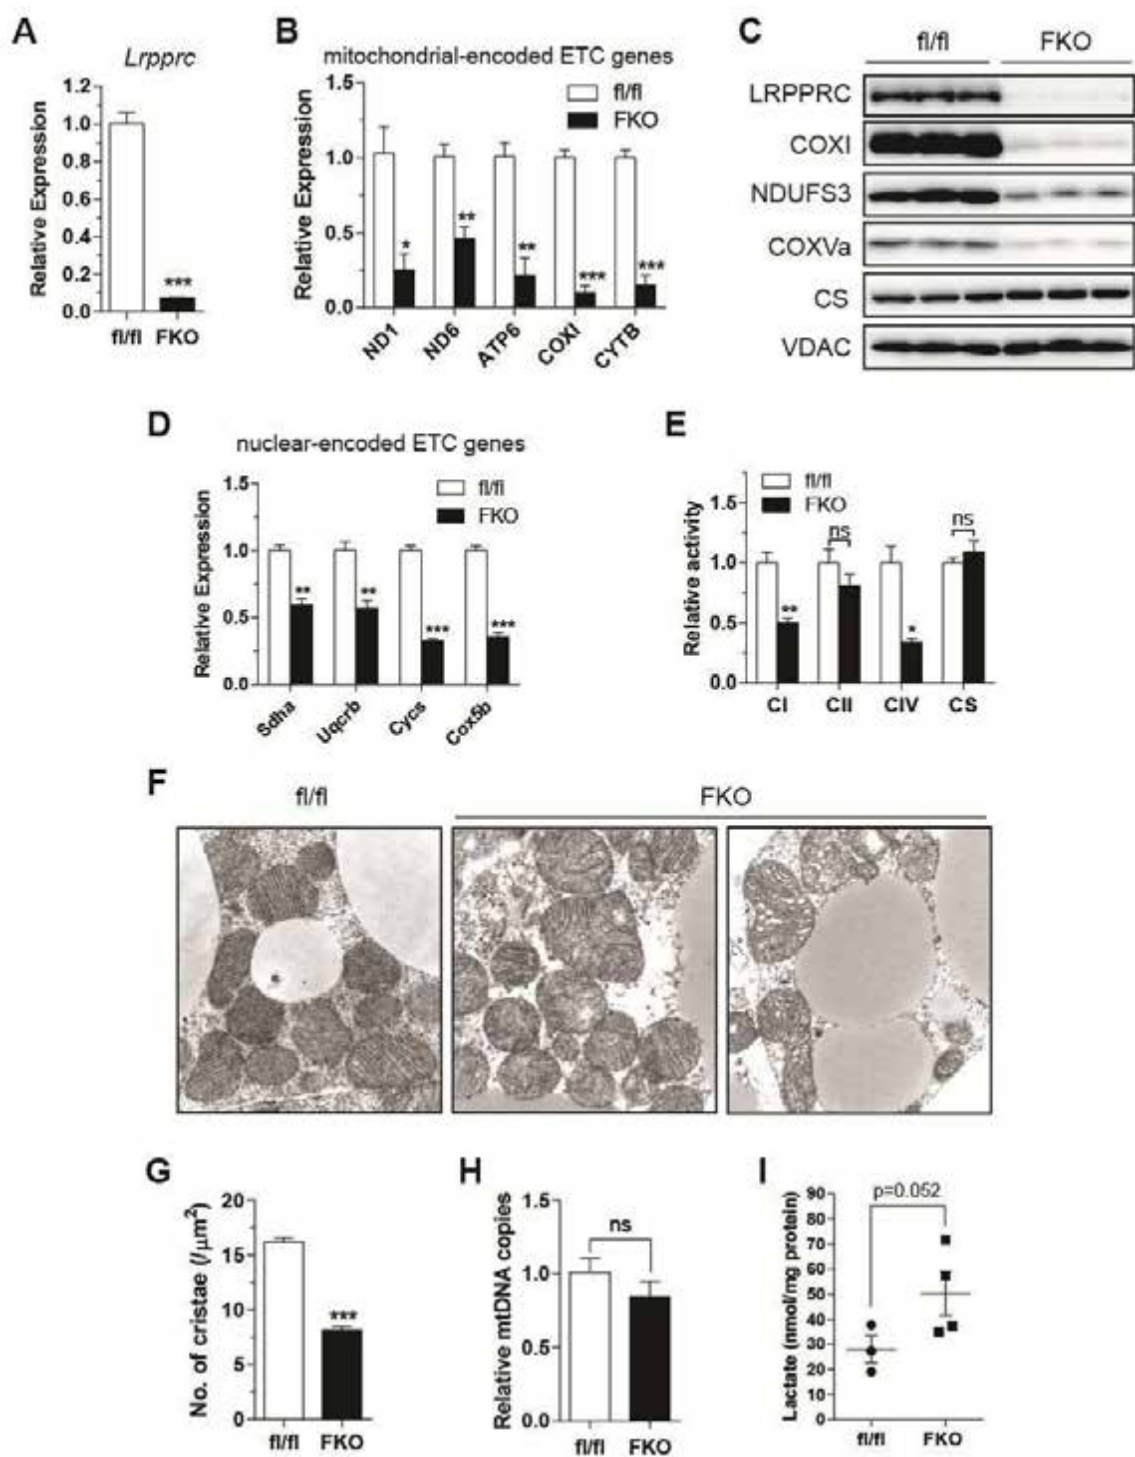 A
Lrpprc
Relative Expression
1.2
1.0
0.8
0.6
0.4
0.2
0.0
***
fl/fl FKO
B
mitochondrial-encoded ETC genes
fl/fl
FKO
Relative Expression
1.5
1.0
0.5
0.0
* ** ** *** ***
ND1 ND6 ATP6 COXI CYTB
C
fl/fl FKO
LRPPRC
COXI
NDUFS3
COXVa
CS
VDAC
D
nuclear-encoded ETC genes
fl/fl
FKO
Relative Expression
1.5
1.0
0.5
0.0
** ** *** ***
Sdha Uqcrb Cycs Cox5b
E
fl/fl
FKO
Relative activity
1.5
1.0
0.5
0.0
** ns * ns
CI CII CIV CS
F
fl/fl FKO
G
No. of cristae (/μm²)
20
15
10
5
0
***
fl/fl FKO
H
Relative mtDNA copies
1.5
1.0
0.5
0.0
ns
fl/fl FKO
I
Lactate (nmol/mg protein)
p=0.052
90
80
70
60
50
40
30
20
10
0
fl/fl FKO